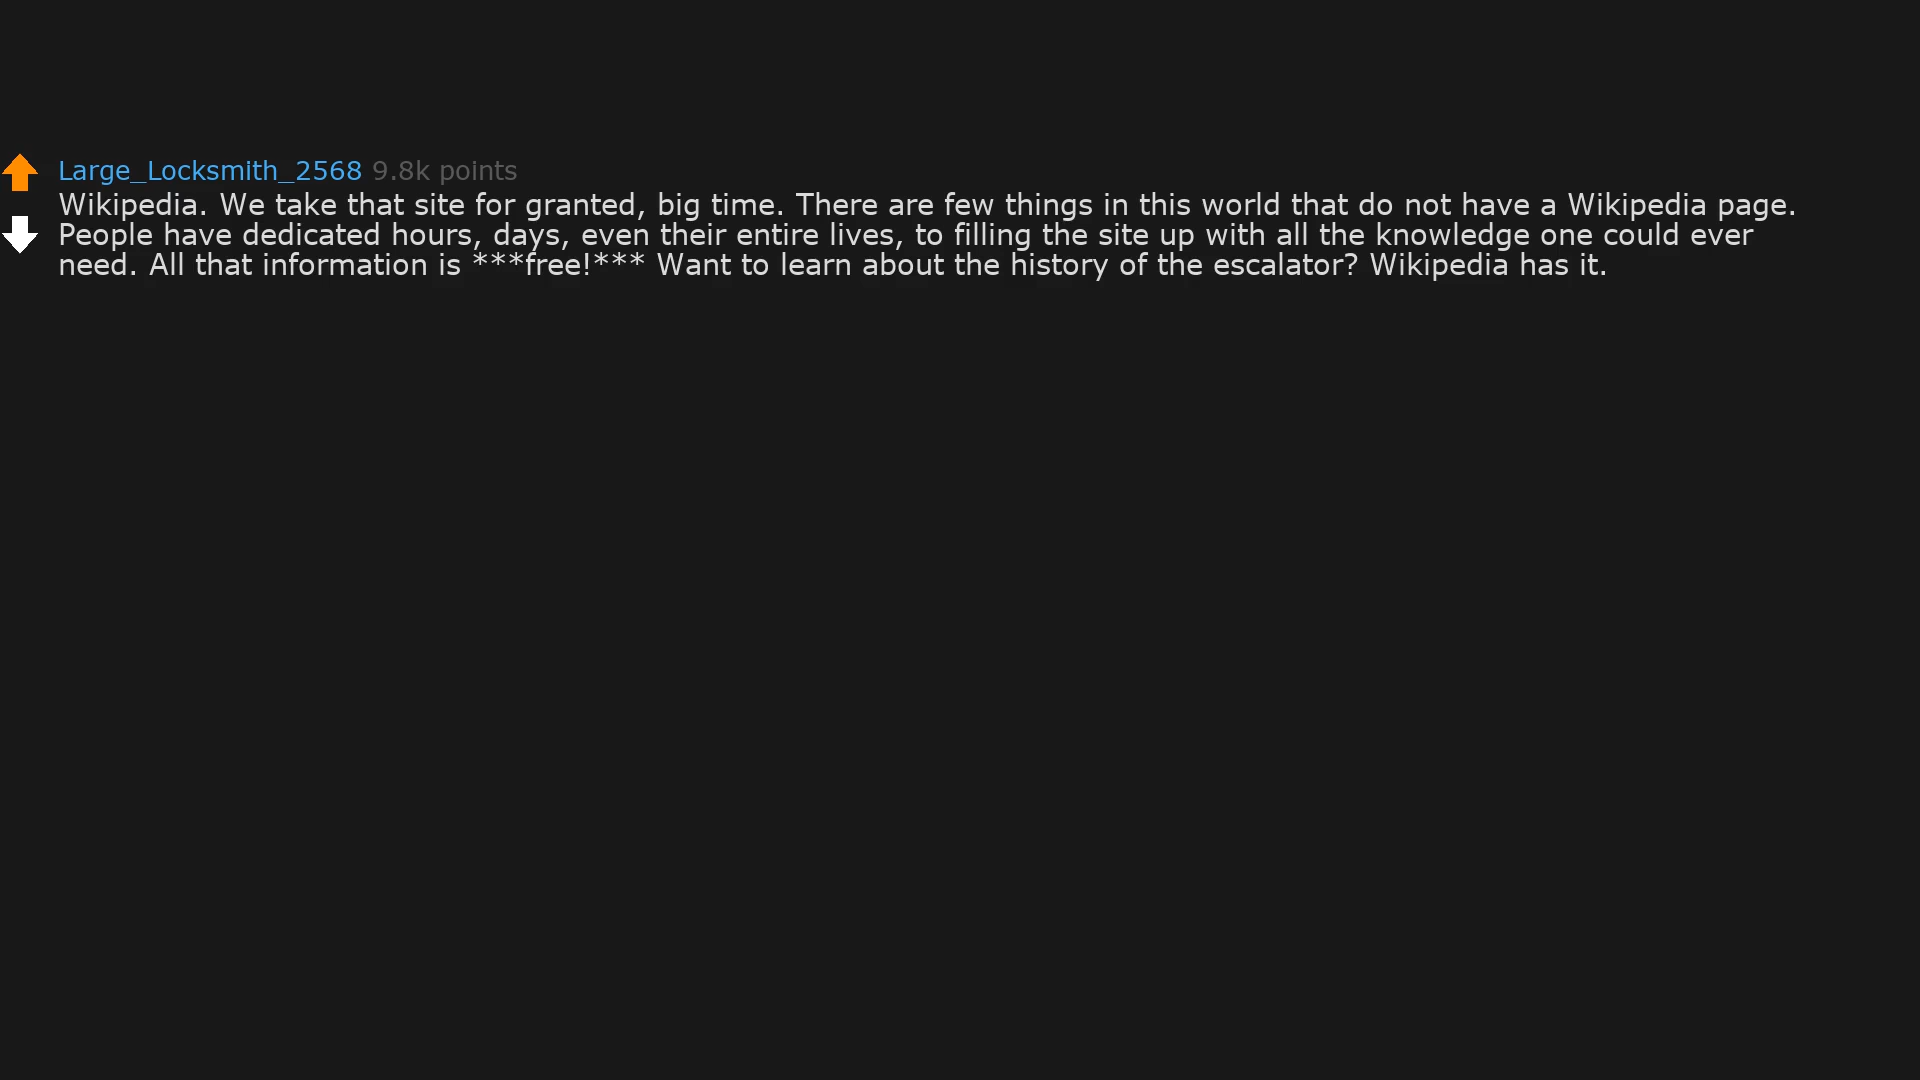 Large_Locksmith_2568 9.8k points
Wikipedia. We take that site for granted, big time. There are few things in this world that do not have a Wikipedia page.
People have dedicated hours, days, even their entire lives, to filling the site up with all the knowledge one could ever
need. All that information is ***free!*** Want to learn about the history of the escalator? Wikipedia has it.